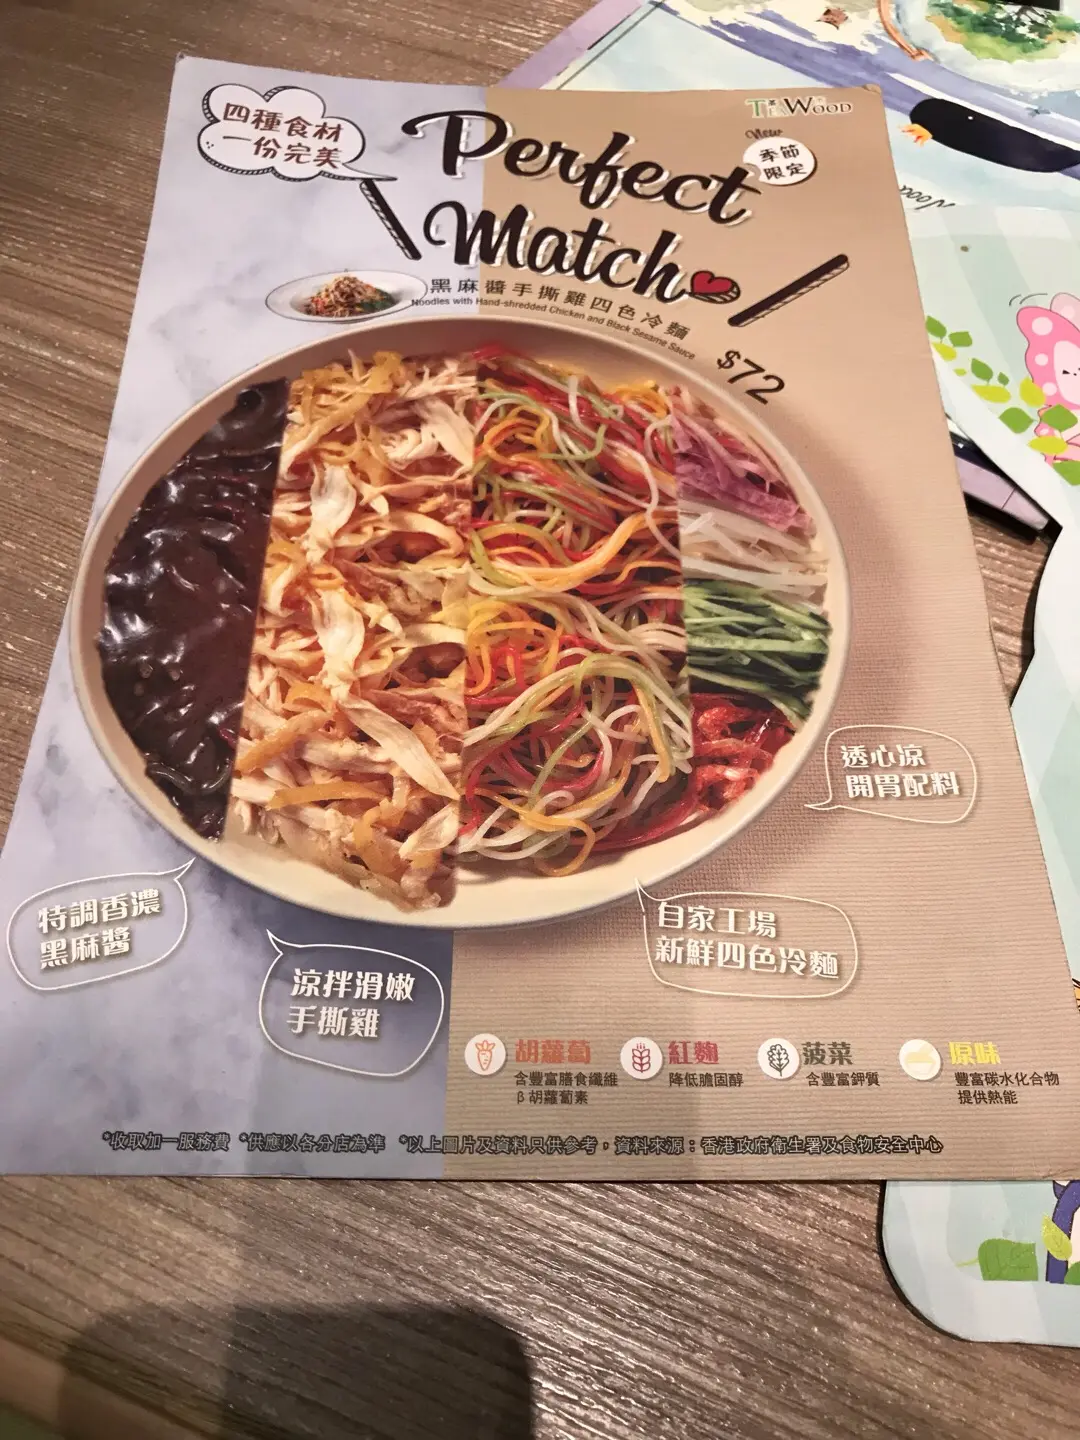 四種食材
一份完美
Perfect
Match
TEAWOOD
New
季節
限定
黑麻醬手撕雞四色冷麵
Noodles with Hand-shredded Chicken and Black Sesame Sauce
$72
透心涼
開胃配料
特調香濃
黑麻醬
涼拌滑嫩
手撕雞
自家工場
新鮮四色冷麵
胡蘿蔔
含豐富膳食纖維
β胡蘿蔔素
紅麴
降低膽固醇
菠菜
含豐富鉀質
原味
豐富碳水化合物
提供熱能
*收取加一服務費 *供應以各分店為準 *以上圖片及資料只供參考，資料來源：香港政府衛生署及食物安全中心